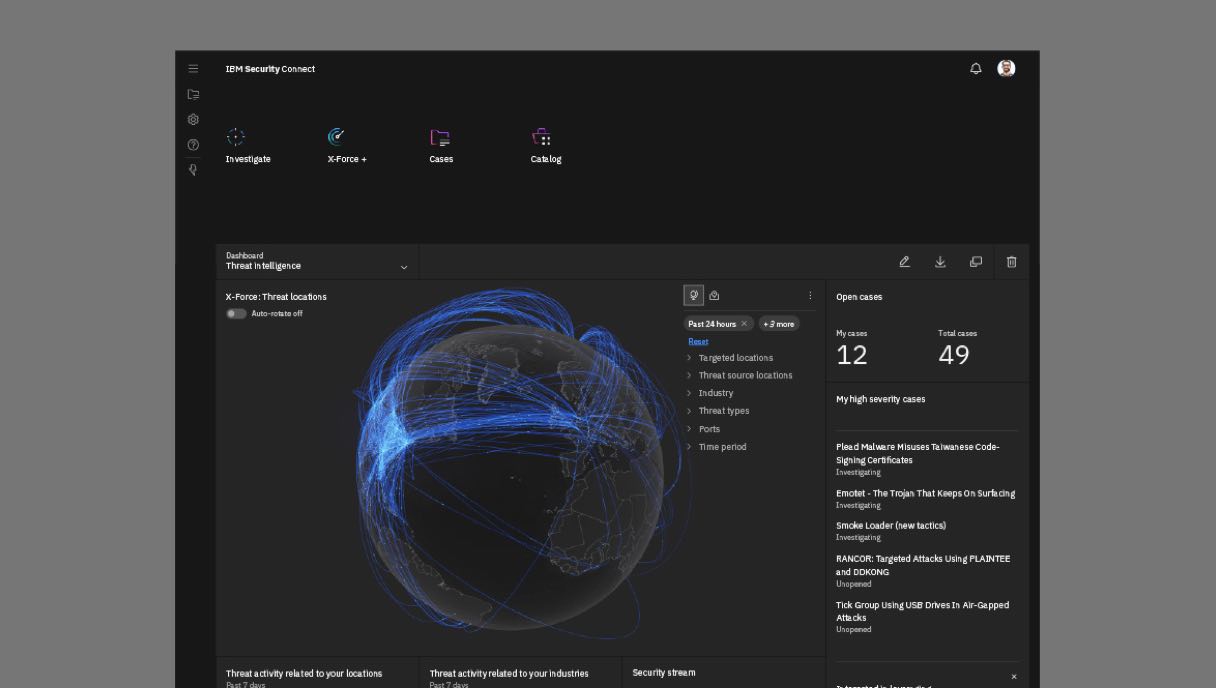 IBM Security Connect
Investigate
X-Force +
Cases
Catalog
Dashboard
Threat intelligence
X-Force: Threat locations
Auto-rotate off
Past 24 hours
+ 3 more
Reset
Targeted locations
Threat source locations
Industry
Threat types
Ports
Time period
Open cases
My cases
Total cases
12
49
My high severity cases
Plead Malware Misuses Taiwanese Code-
Signing Certificates
Investigating
Emotet - The Trojan That Keeps On Surfacing
Investigating
Smoke Loader (new tactics)
Investigating
RANCOR: Targeted Attacks Using PLAINTEE
and DDKONG
Unopened
Tick Group Using USB Drives In Air-Gapped
Attacks
Unopened
Threat activity related to your locations
Past 7 days
Threat activity related to your industries
Past 7 days
Security stream